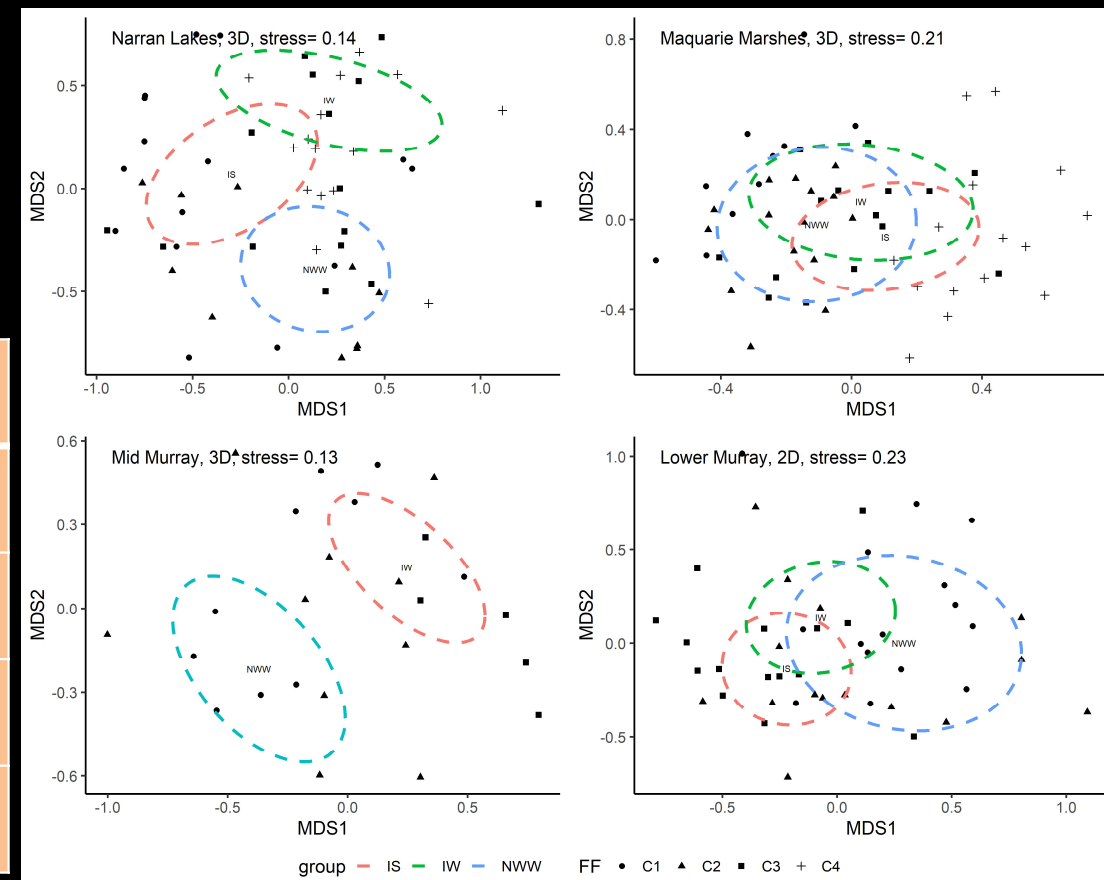 Narran Lakes, 3D, stress= 0.14
0.5
0.0
-0.5
MDS2
IW
IS
NWW
-1.0 -0.5 0.0 0.5 1.0
MDS1
Maquarie Marshes, 3D, stress= 0.21
0.8
0.4
0.0
-0.4
MDS2
IW
NWW
IS
-0.4 0.0 0.4
MDS1
Mid Murray, 3D, stress= 0.13
0.6
0.3
0.0
-0.3
-0.6
MDS2
IW
NWW
-1.0 -0.5 0.0 0.5
MDS1
Lower Murray, 2D, stress= 0.23
1.0
0.5
0.0
-0.5
MDS2
IW
NWW
IS
-0.5 0.0 0.5 1.0
MDS1
group IS IW NWW FF C1 C2 C3 C4